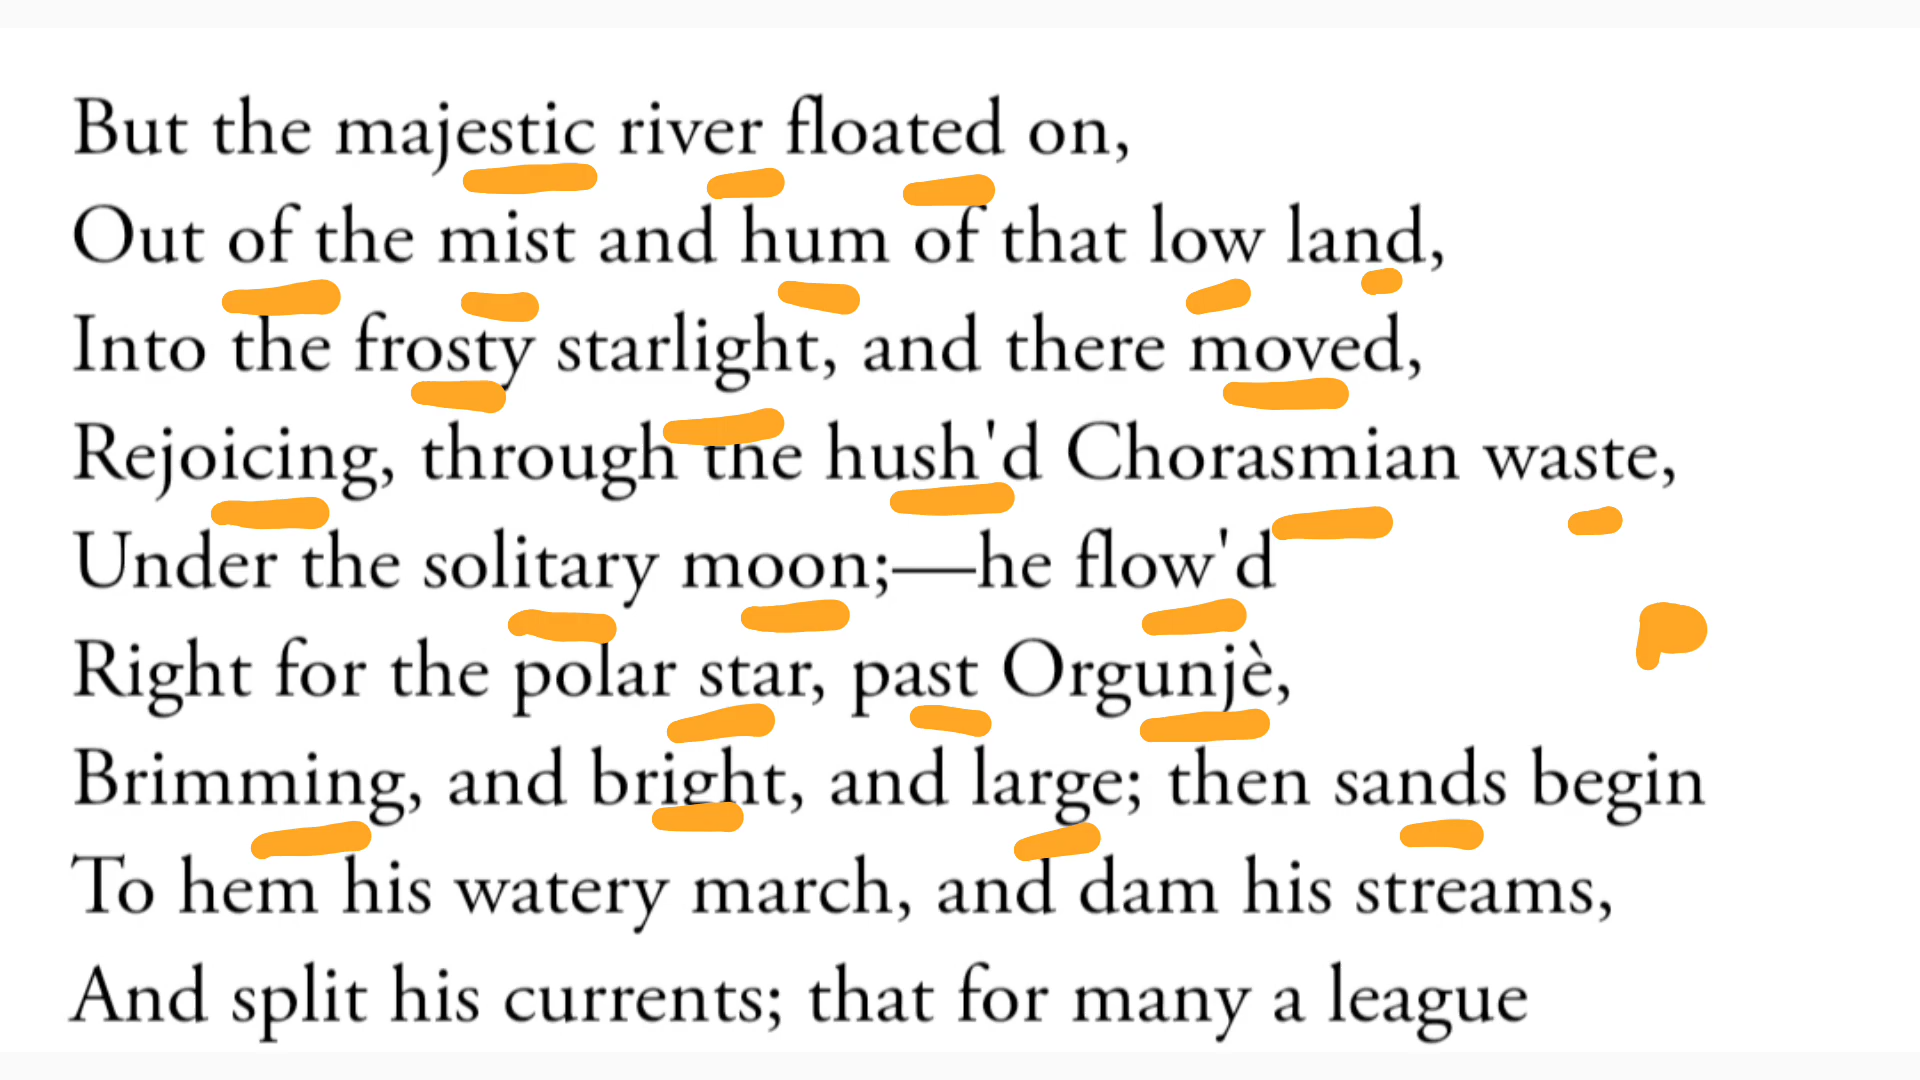 But the majestic river floated on,
Out of the mist and hum of that low land,
Into the frosty starlight, and there moved,
Rejoicing, through the hush'd Chorasmian waste,
Under the solitary moon;—he flow'd
Right for the polar star, past Orgunjè,
Brimming, and bright, and large; then sands begin
To hem his watery march, and dam his streams,
And split his currents; that for many a league